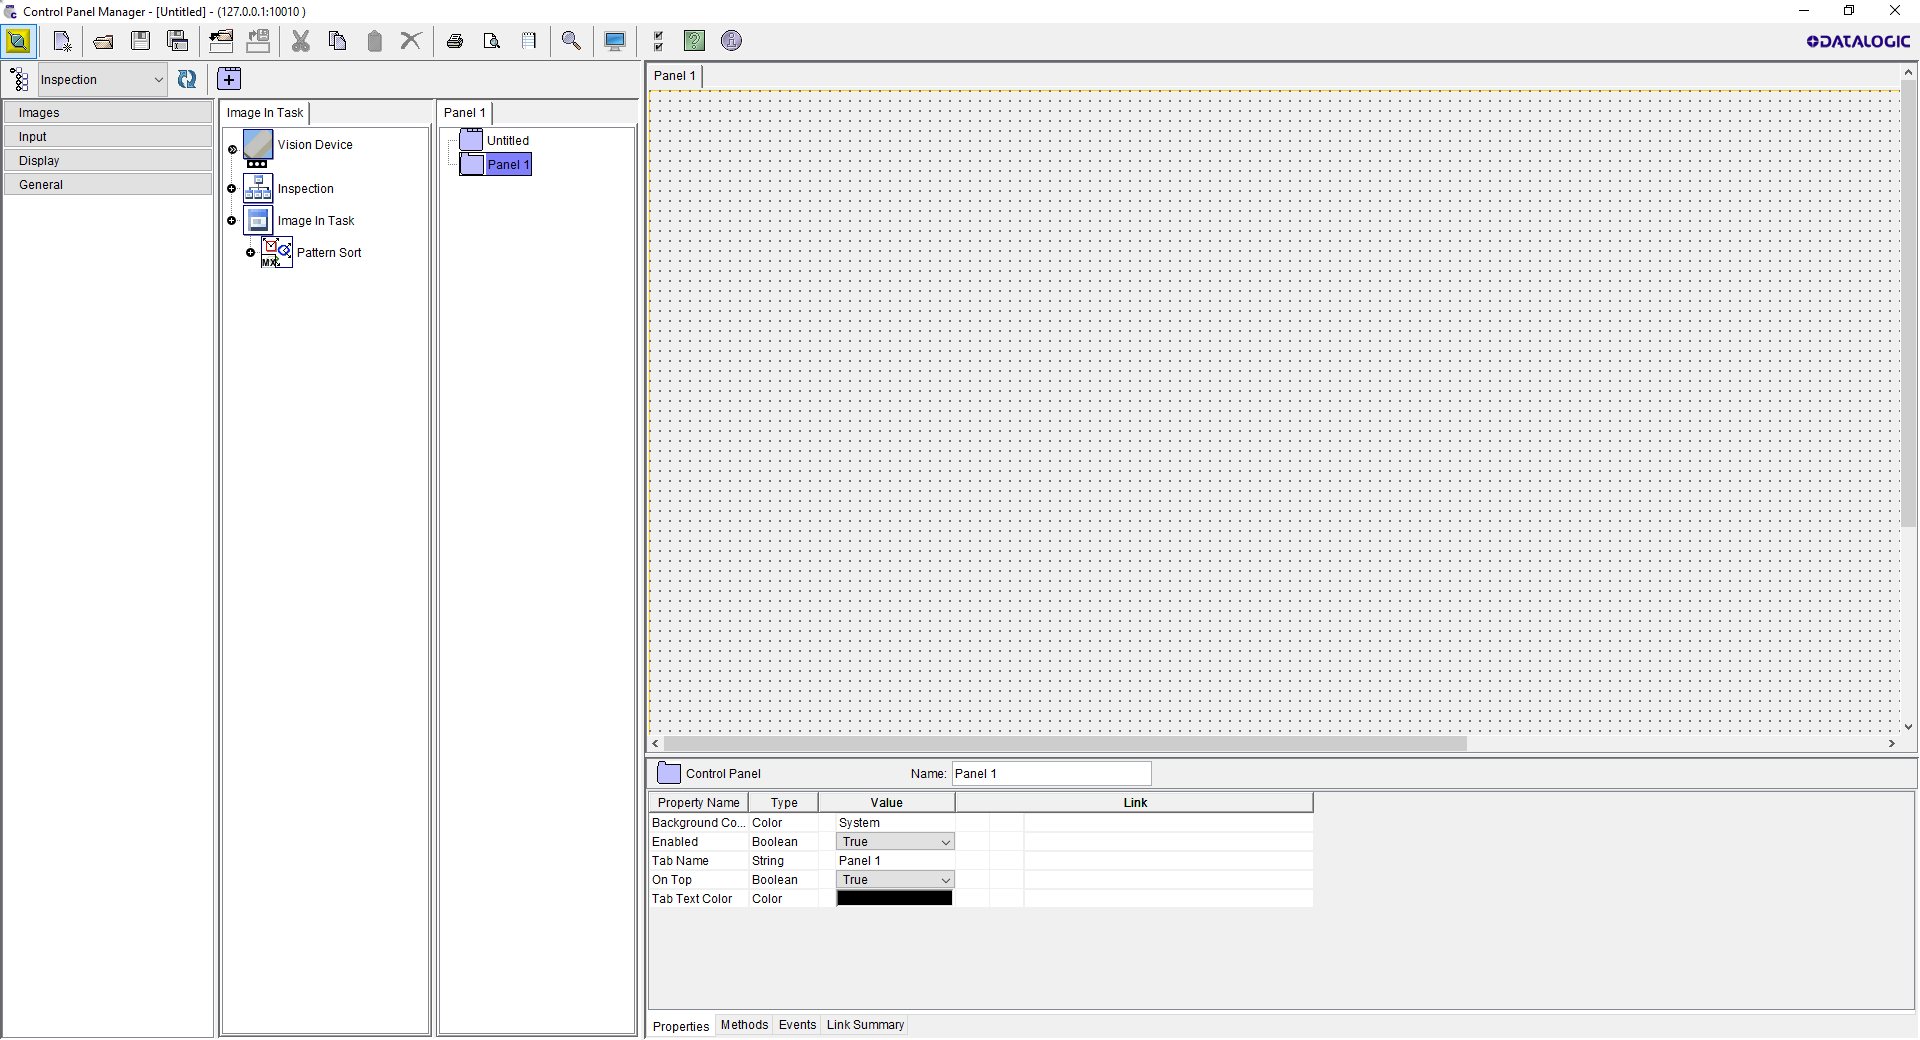 Control Panel Manager - [Untitled] - (127.0.0.1:10010 )
DATALOGIC
Inspection
Images
Input
Display
General
Image In Task
Vision Device
Inspection
Image In Task
MX
Pattern Sort
Panel 1
Untitled
Panel 1
Panel 1
Control Panel Name: Panel 1
Property Name Type Value Link
Background Co... Color System
Enabled Boolean True
Tab Name String Panel 1
On Top Boolean True
Tab Text Color Color
Properties Methods Events Link Summary